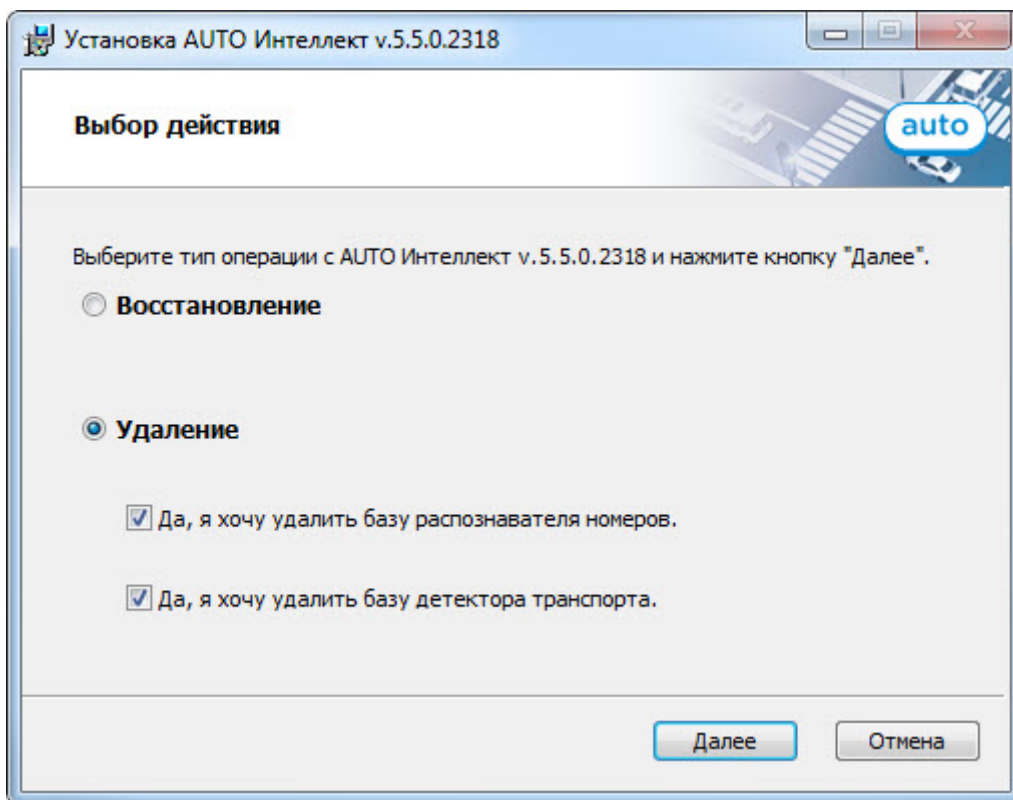 Установка AUTO Интеллект v.5.5.0.2318
Выбор действия
auto
Выберите тип операции с AUTO Интеллект v.5.5.0.2318 и нажмите кнопку "Далее".
Восстановление
Удаление
Да, я хочу удалить базу распознавателя номеров.
Да, я хочу удалить базу детектора транспорта.
Далее
Отмена